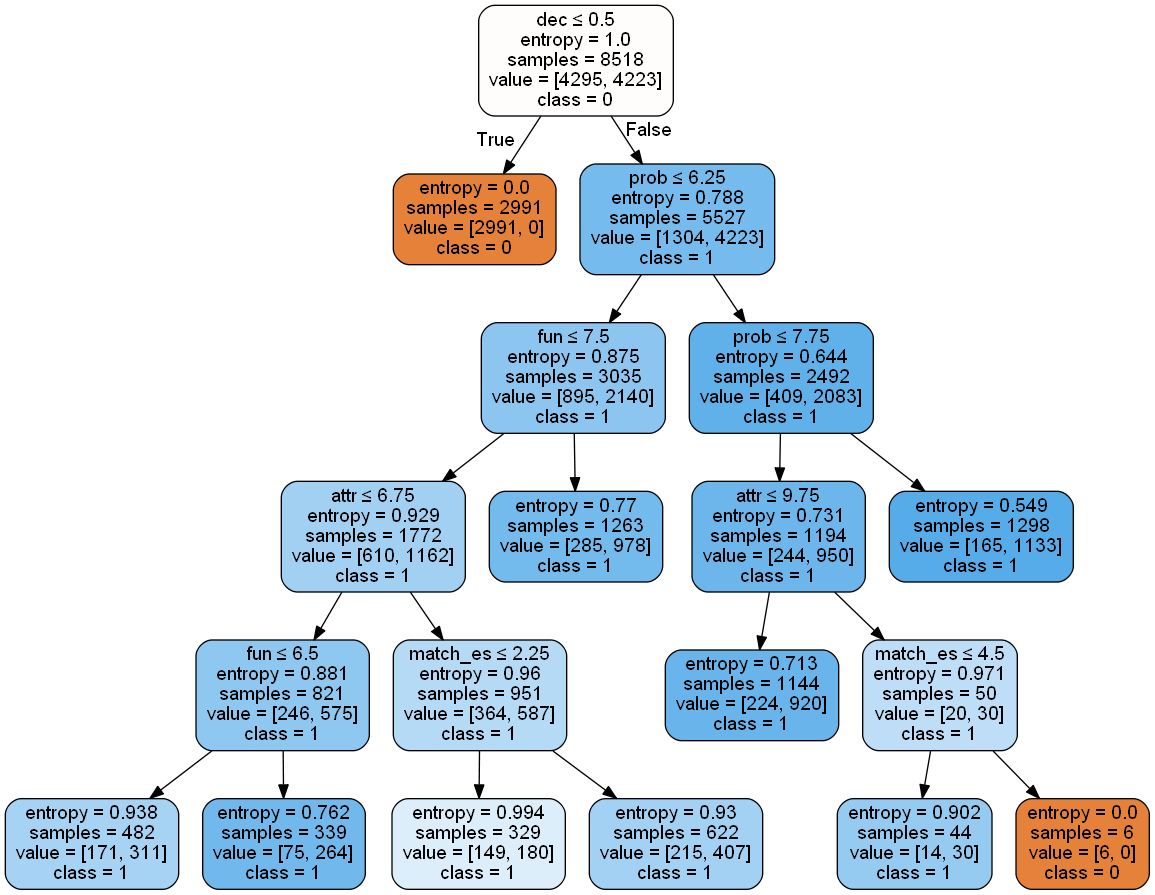 dec ≤ 0.5
entropy = 1.0
samples = 8518
value = [4295, 4223]
class = 0
True
False
entropy = 0.0
samples = 2991
value = [2991, 0]
class = 0
prob ≤ 6.25
entropy = 0.788
samples = 5527
value = [1304, 4223]
class = 1
fun ≤ 7.5
entropy = 0.875
samples = 3035
value = [895, 2140]
class = 1
prob ≤ 7.75
entropy = 0.644
samples = 2492
value = [409, 2083]
class = 1
attr ≤ 6.75
entropy = 0.929
samples = 1772
value = [610, 1162]
class = 1
entropy = 0.77
samples = 1263
value = [285, 978]
class = 1
attr ≤ 9.75
entropy = 0.731
samples = 1194
value = [244, 950]
class = 1
entropy = 0.549
samples = 1298
value = [165, 1133]
class = 1
fun ≤ 6.5
entropy = 0.881
samples = 821
value = [246, 575]
class = 1
match_es ≤ 2.25
entropy = 0.96
samples = 951
value = [364, 587]
class = 1
entropy = 0.713
samples = 1144
value = [224, 920]
class = 1
match_es ≤ 4.5
entropy = 0.971
samples = 50
value = [20, 30]
class = 1
entropy = 0.938
samples = 482
value = [171, 311]
class = 1
entropy = 0.762
samples = 339
value = [75, 264]
class = 1
entropy = 0.994
samples = 329
value = [149, 180]
class = 1
entropy = 0.93
samples = 622
value = [215, 407]
class = 1
entropy = 0.902
samples = 44
value = [14, 30]
class = 1
entropy = 0.0
samples = 6
value = [6, 0]
class = 0